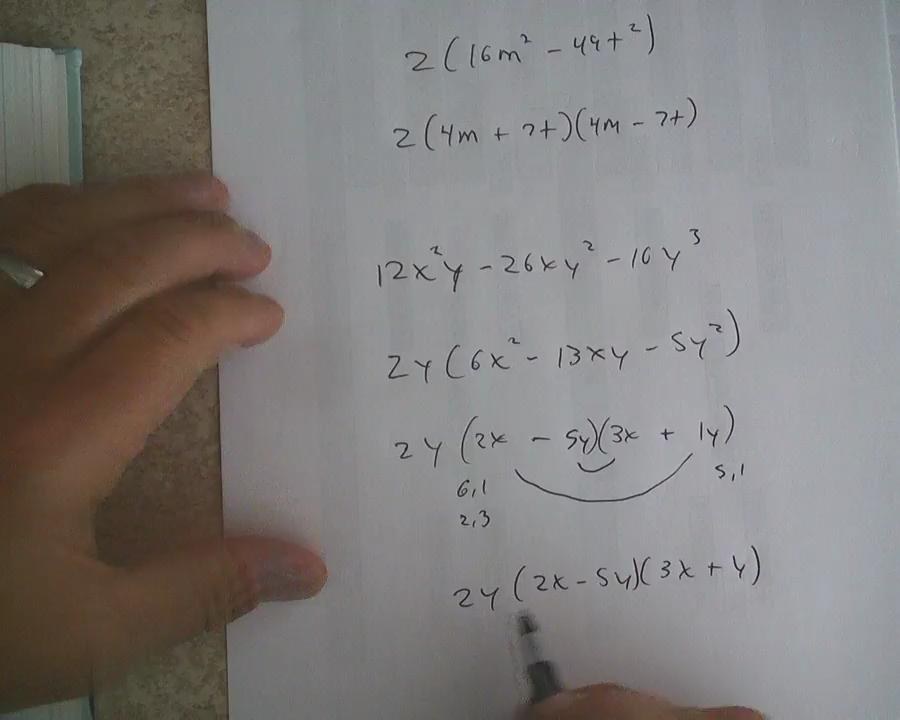 2(16m² - 49t²)
2(4m + 7t)(4m - 7t)
12x²y - 26xy² - 10y³
2y(6x² - 13xy - 5y²)
2y(2x - 5y)(3x + 1y)
6,1 5,1
2,3
2y(2x - 5y)(3x + y)